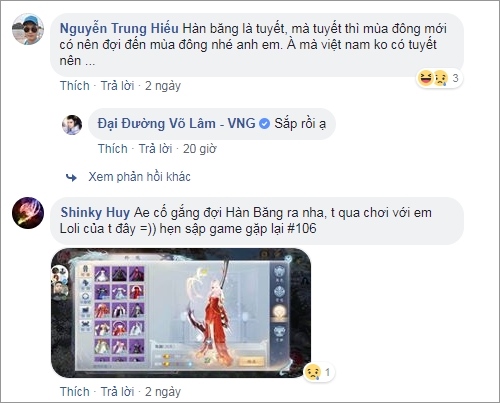 Nguyễn Trung Hiếu Hàn băng là tuyết, mà tuyết thì mùa đông mới
có nên đợi đến mùa đông nhé anh em. À mà việt nam ko có tuyết
nên ...
3
Thích · Trả lời · 2 ngày
Đại Đường Võ Lâm - VNG Sắp rồi ạ
Thích · Trả lời · 20 giờ
Xem phản hồi khác
Shinky Huy Ae cố gắng đợi Hàn Băng ra nha, t qua chơi với em
Loli của t đây =)) hẹn sập game gặp lại #106
1
Thích · Trả lời · 2 ngày